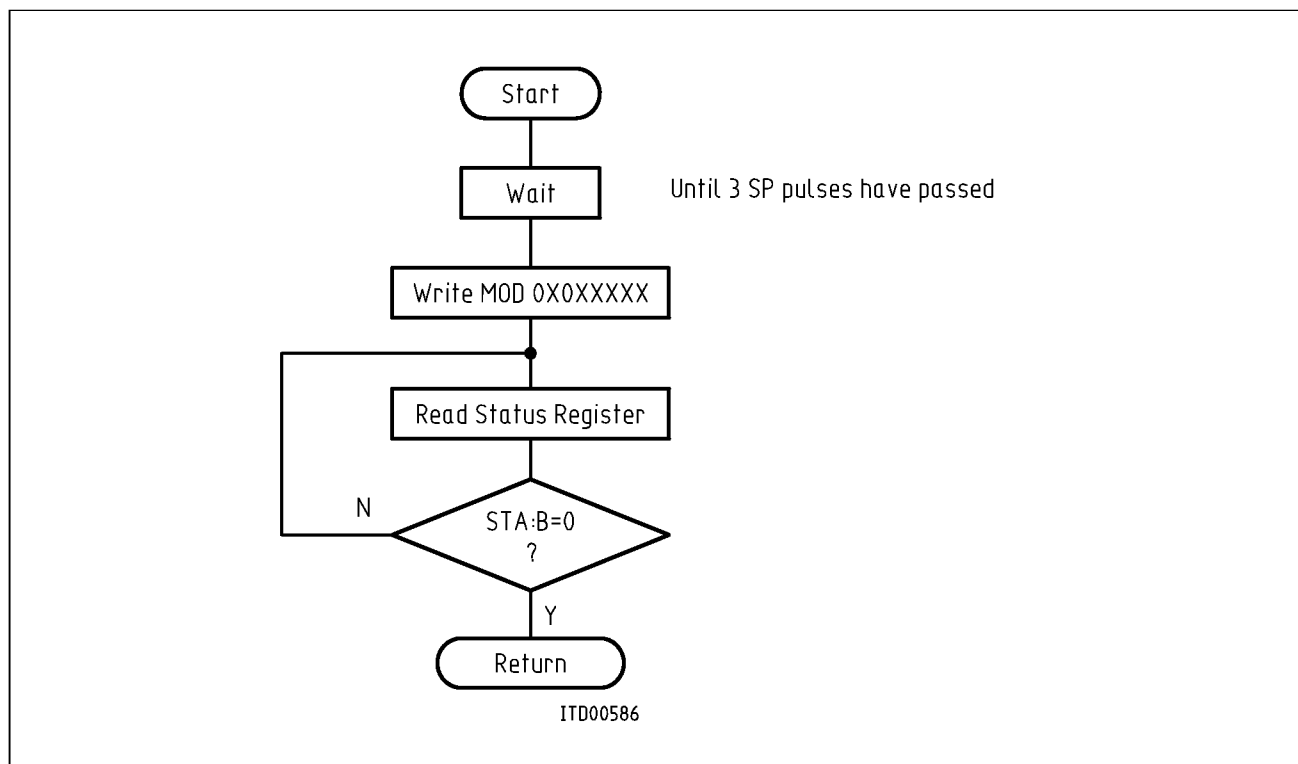 Start
Wait
Until 3 SP pulses have passed
Write MOD 0X0XXXXX
Read Status Register
N
STA:B=0
?
Y
Return
ITD00586